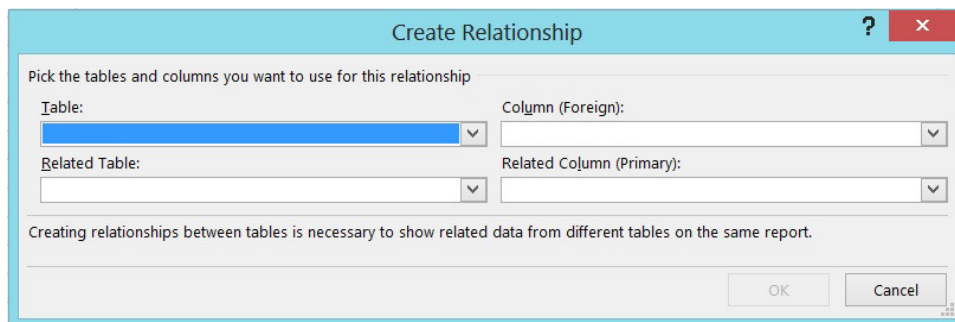 Create Relationship
?
x
Pick the tables and columns you want to use for this relationship
Table:
Column (Foreign):
Related Table:
Related Column (Primary):
Creating relationships between tables is necessary to show related data from different tables on the same report.
OK
Cancel